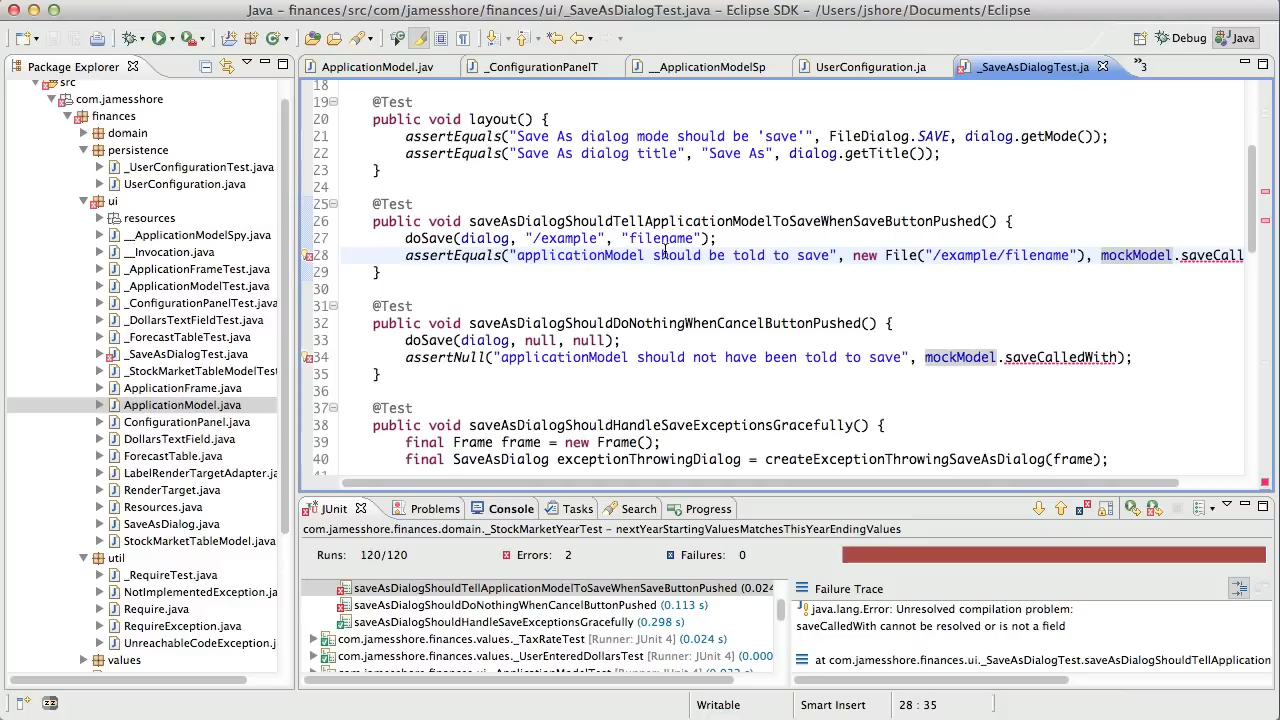 Java – finances/src/com/jamesshore/finances/ui/_SaveAsDialogTest.java – Eclipse SDK – /Users/jshore/Documents/Eclipse
Debug
Java
Package Explorer
ApplicationModel.jav
_ConfigurationPanelT
__ApplicationModelSp
UserConfiguration.ja
_SaveAsDialogTest.ja
»3
src
com.jamesshore
finances
domain
persistence
_UserConfigurationTest.java
UserConfiguration.java
ui
resources
__ApplicationModelSpy.java
__Invocation.java
_ApplicationFrameTest.java
_ApplicationModelTest.java
_ConfigurationPanelTest.java
_DollarsTextFieldTest.java
_ForecastTableTest.java
_SaveAsDialogTest.java
_StockMarketTableModelTest
ApplicationFrame.java
ApplicationModel.java
ConfigurationPanel.java
DollarsTextField.java
ForecastTable.java
LabelRenderTargetAdapter.java
RenderTarget.java
Resources.java
SaveAsDialog.java
StockMarketTableModel.java
util
_RequireTest.java
NotImplementedException.java
Require.java
RequireException.java
UnreachableCodeException.java
values
18
19 @Test
20 public void layout() {
21 assertEquals("Save As dialog mode should be 'save'", FileDialog.SAVE, dialog.getMode());
22 assertEquals("Save As dialog title", "Save As", dialog.getTitle());
23 }
24
25 @Test
26 public void saveAsDialogShouldTellApplicationModelToSaveWhenSaveButtonPushed() {
27 doSave(dialog, "/example", "filename");
28 assertEquals("applicationModel should be told to save", new File("/example/filename"), mockModel.saveCall
29 }
30
31 @Test
32 public void saveAsDialogShouldDoNothingWhenCancelButtonPushed() {
33 doSave(dialog, null, null);
34 assertNull("applicationModel should not have been told to save", mockModel.saveCalledWith);
35 }
36
37 @Test
38 public void saveAsDialogShouldHandleSaveExceptionsGracefully() {
39 final Frame frame = new Frame();
40 final SaveAsDialog exceptionThrowingDialog = createExceptionThrowingSaveAsDialog(frame);
JUnit
Problems
Console
Tasks
Search
Progress
com.jamesshore.finances.domain._StockMarketYearTest – nextYearStartingValuesMatchesThisYearEndingValues
Runs: 120/120
Errors: 2
Failures: 0
saveAsDialogShouldTellApplicationModelToSaveWhenSaveButtonPushed (0.024
saveAsDialogShouldDoNothingWhenCancelButtonPushed (0.113 s)
saveAsDialogShouldHandleSaveExceptionsGracefully (0.298 s)
com.jamesshore.finances.values._TaxRateTest [Runner: JUnit 4] (0.024 s)
com.jamesshore.finances.values._UserEnteredDollarsTest [Runner: JUnit 4] (0.000
Failure Trace
java.lang.Error: Unresolved compilation problem:
saveCalledWith cannot be resolved or is not a field
at com.jamesshore.finances.ui._SaveAsDialogTest.saveAsDialogShouldTellApplication
Writable
Smart Insert
28 : 35